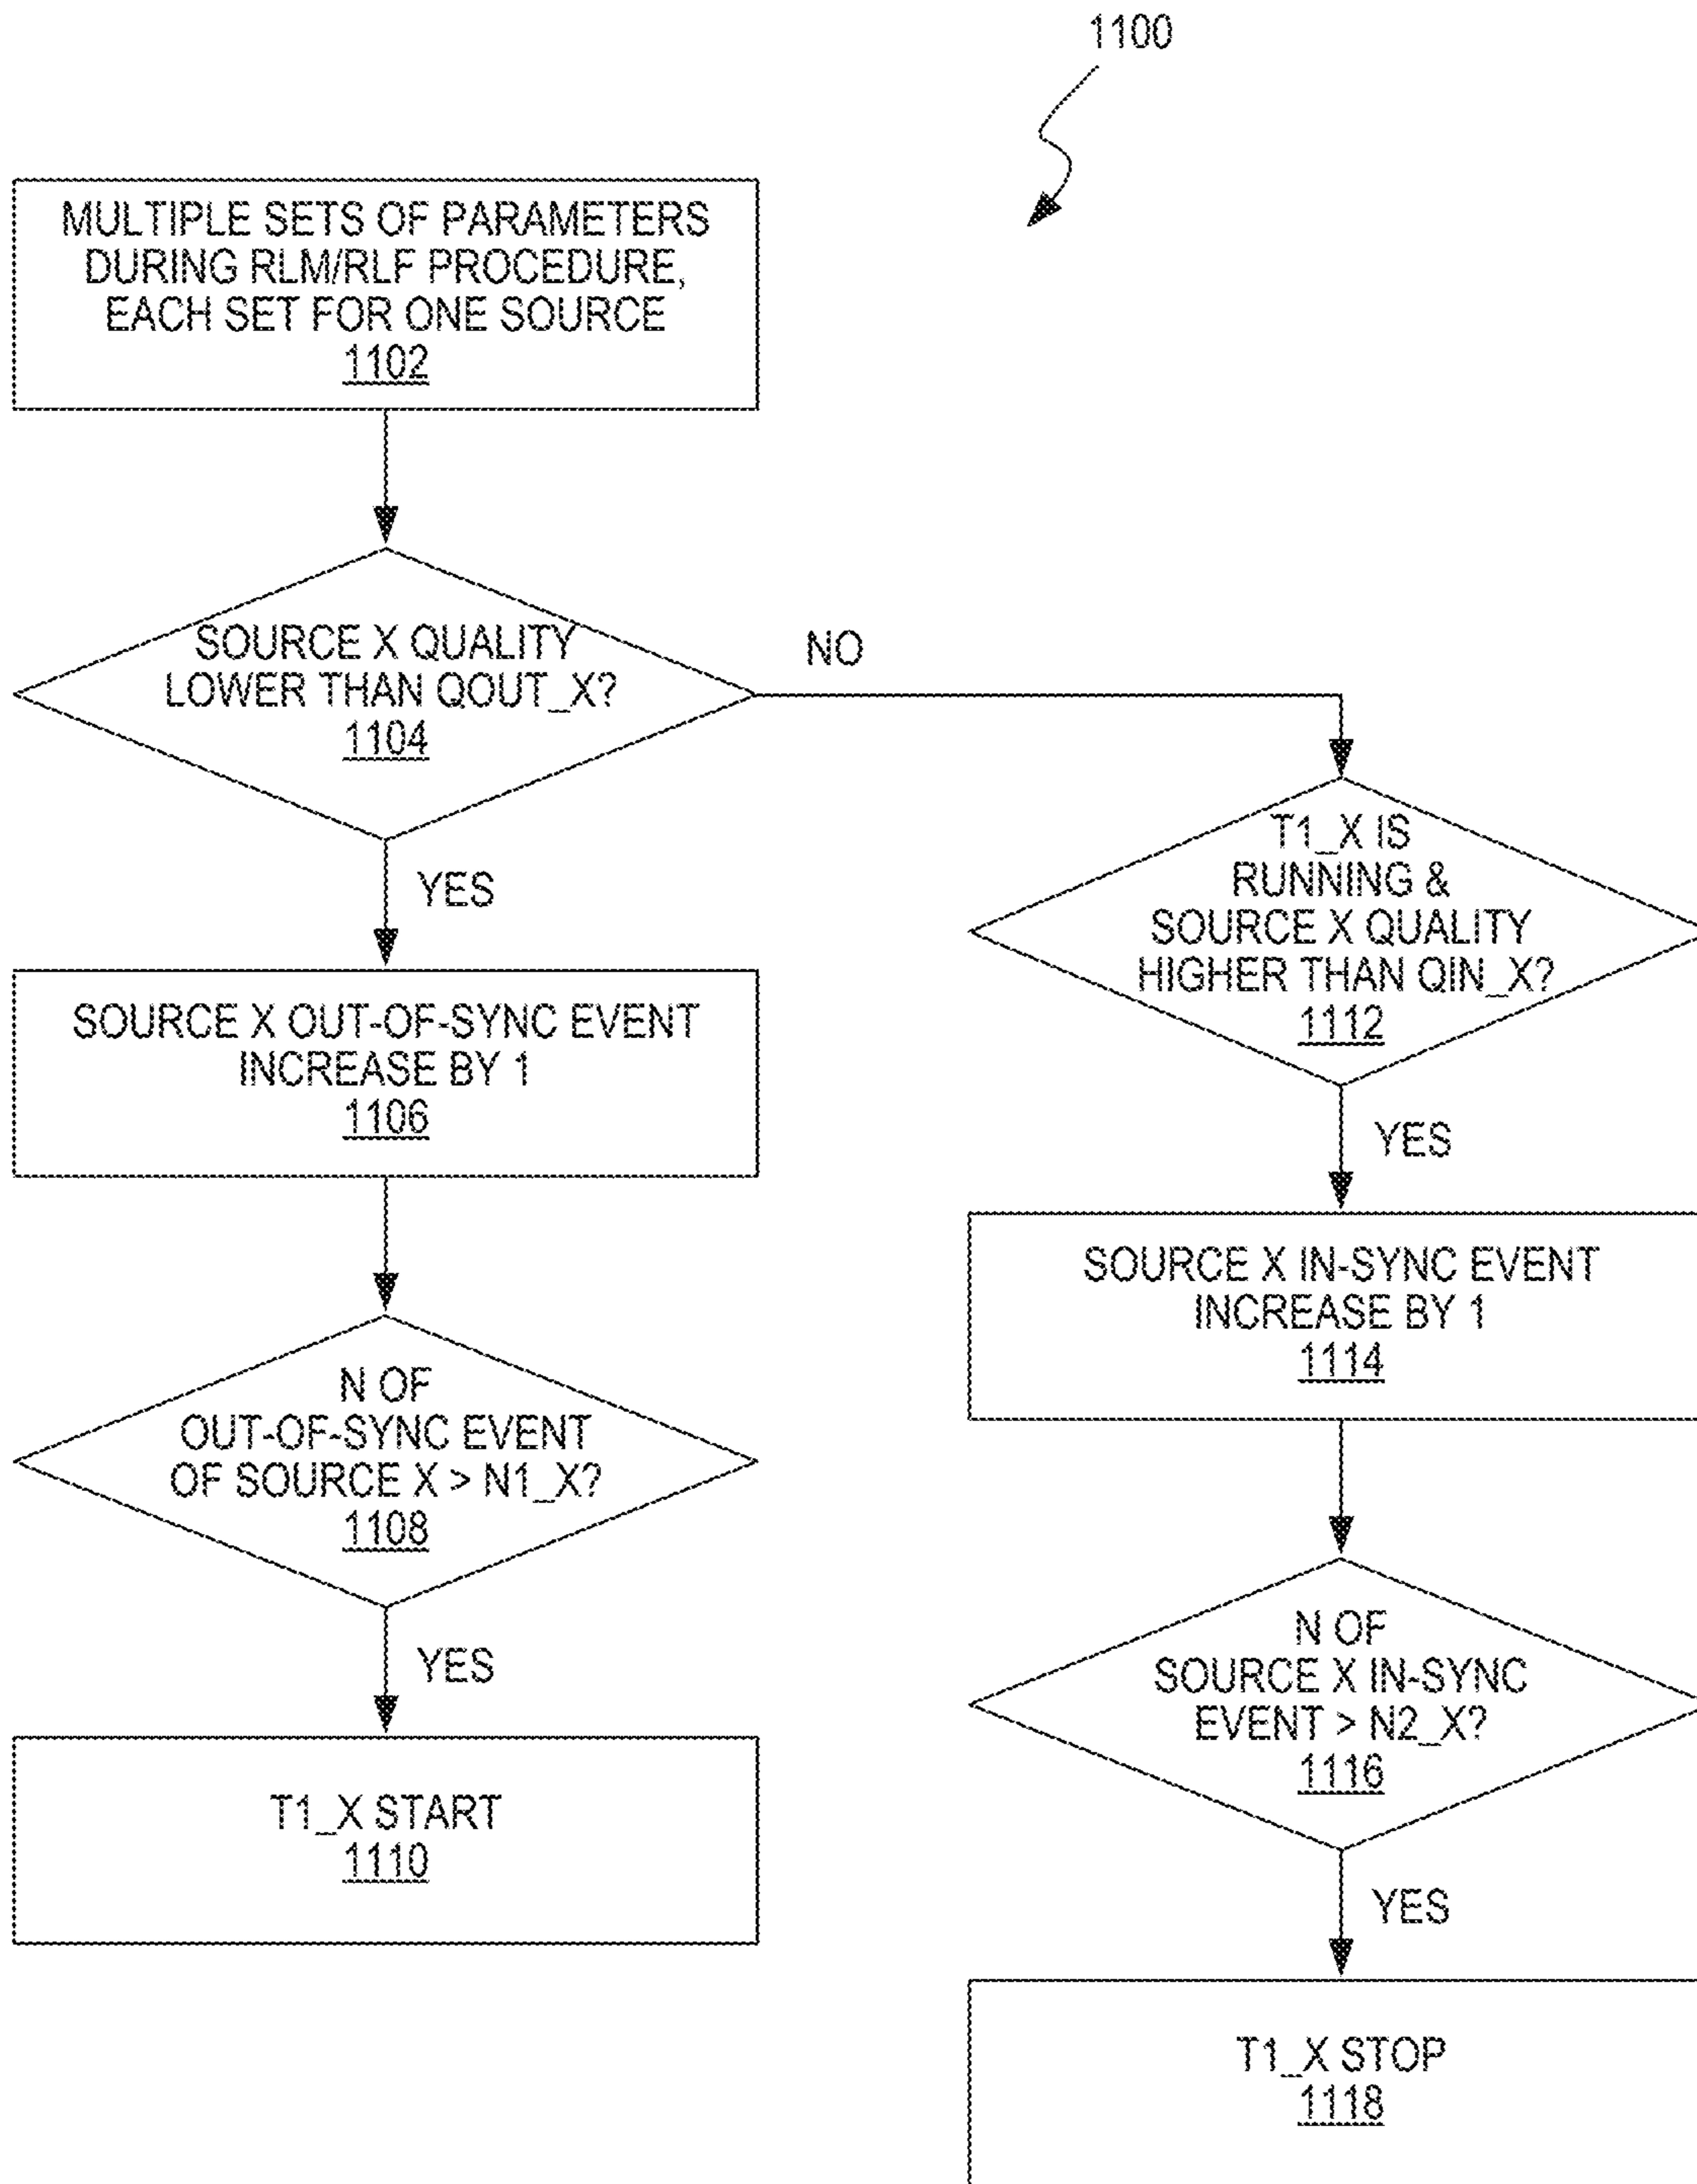 1100
MULTIPLE SETS OF PARAMETERS
DURING RLM/RLF PROCEDURE,
EACH SET FOR ONE SOURCE
1102
SOURCE X QUALITY
LOWER THAN QOUT_X?
1104
NO
YES
SOURCE X OUT-OF-SYNC EVENT
INCREASE BY 1
1106
N OF
OUT-OF-SYNC EVENT
OF SOURCE X > N1_X?
1108
YES
T1_X START
1110
T1_X IS
RUNNING &
SOURCE X QUALITY
HIGHER THAN QIN_X?
1112
YES
SOURCE X IN-SYNC EVENT
INCREASE BY 1
1114
N OF
SOURCE X IN-SYNC
EVENT > N2_X?
1116
YES
T1_X STOP
1118